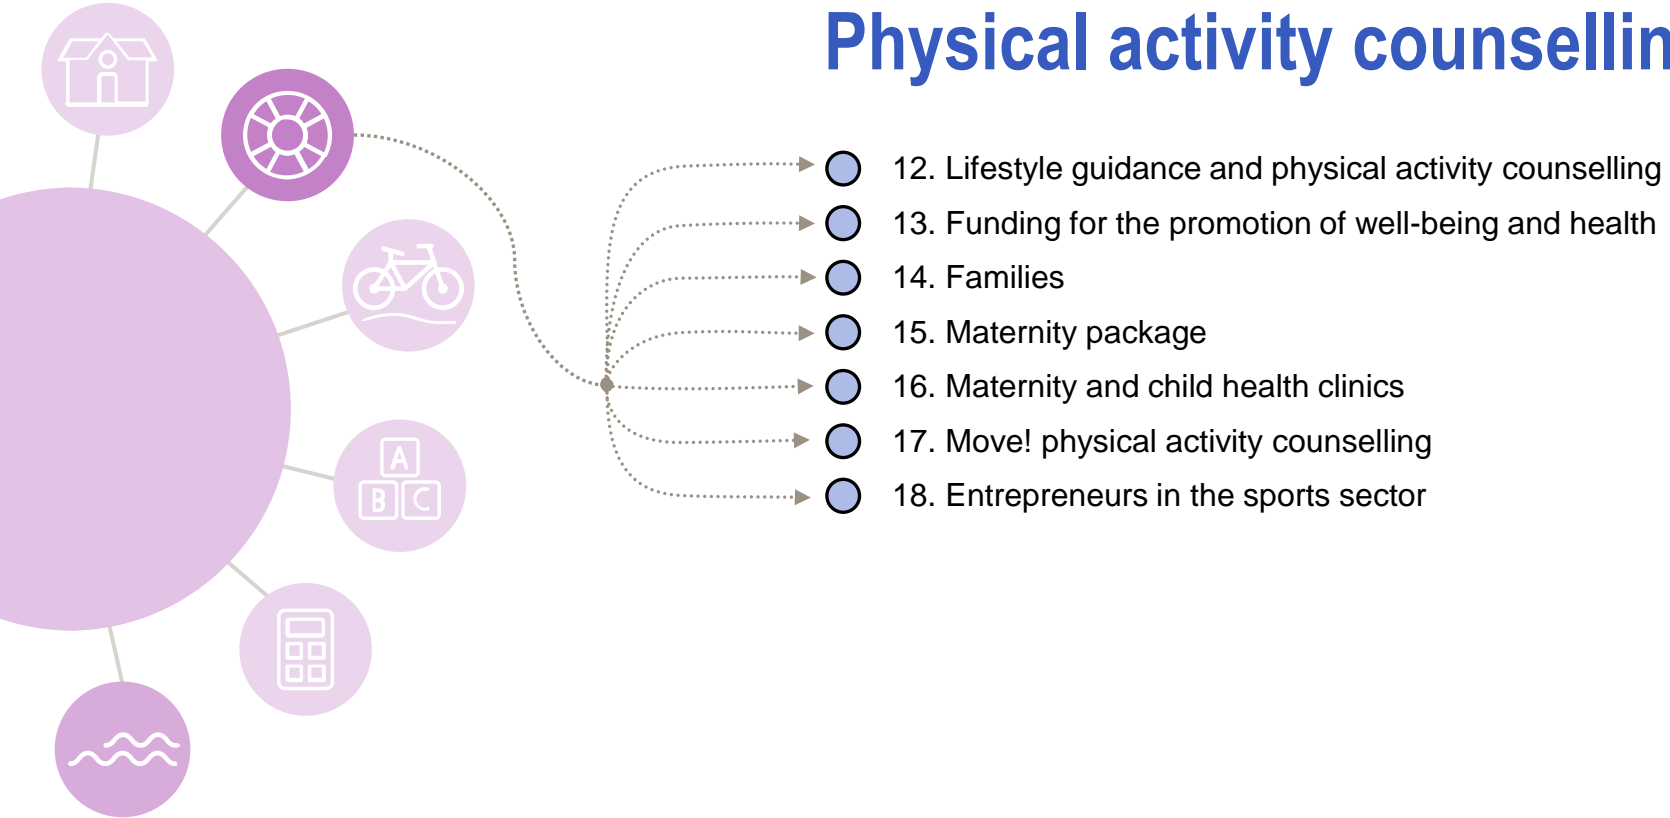 Physical activity counsellin
12. Lifestyle guidance and physical activity counselling
13. Funding for the promotion of well-being and health
14. Families
15. Maternity package
16. Maternity and child health clinics
17. Move! physical activity counselling
18. Entrepreneurs in the sports sector
A
B C